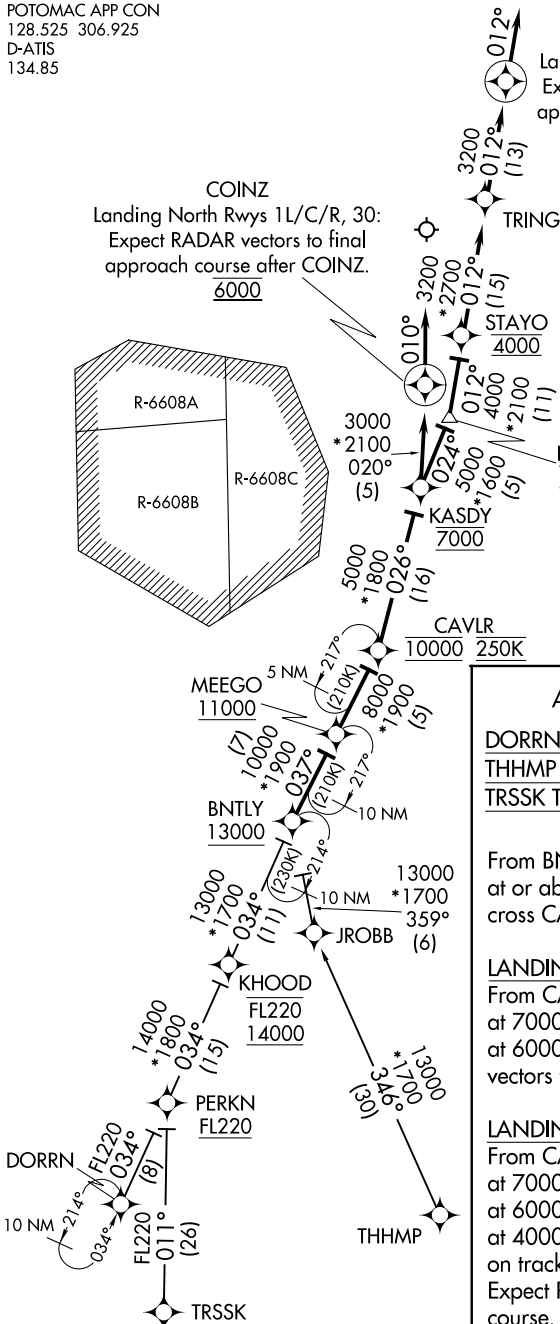 POTOMAC APP CON
128.525 306.925
D-ATIS
134.85
012°
La
Ex
ap
3200
012°
(13)
TRING
COINZ
Landing North Rwys 1L/C/R, 30:
Expect RADAR vectors to final
approach course after COINZ.
6000
3200
*2700
012°
(15)
STAYO
4000
010°
012°
4000
*2100
(11)
R-6608A
R-6608B
R-6608C
3000
*2100
020°
(5)
024°
5000
*1600
(5)
KASDY
7000
5000
*1800
026°
(16)
CAVLR
10000 250K
217°
5 NM
(210K)
8000
*1900
(5)
MEEGO
11000
(7)
10000
*1900
037°
217°
(210K)
10 NM
BNTLY
13000
(230K)
214°
10 NM
13000
*1700
034°
(11)
13000
*1700
359°
(6)
JROBB
KHOOD
FL220
14000
14000
*1800
034°
(15)
13000
*1700
346°
(30)
PERKN
FL220
DORRN
FL220
034°
(8)
214°
034°
10 NM
FL220
011°
(26)
THHMP
TRSSK
A
DORRN
THHMP
TRSSK T
From BN
at or ab
cross CA
LANDIN
From CA
at 7000
at 6000
vectors
LANDIN
From CA
at 7000
at 6000
at 4000
on track
Expect R
course.